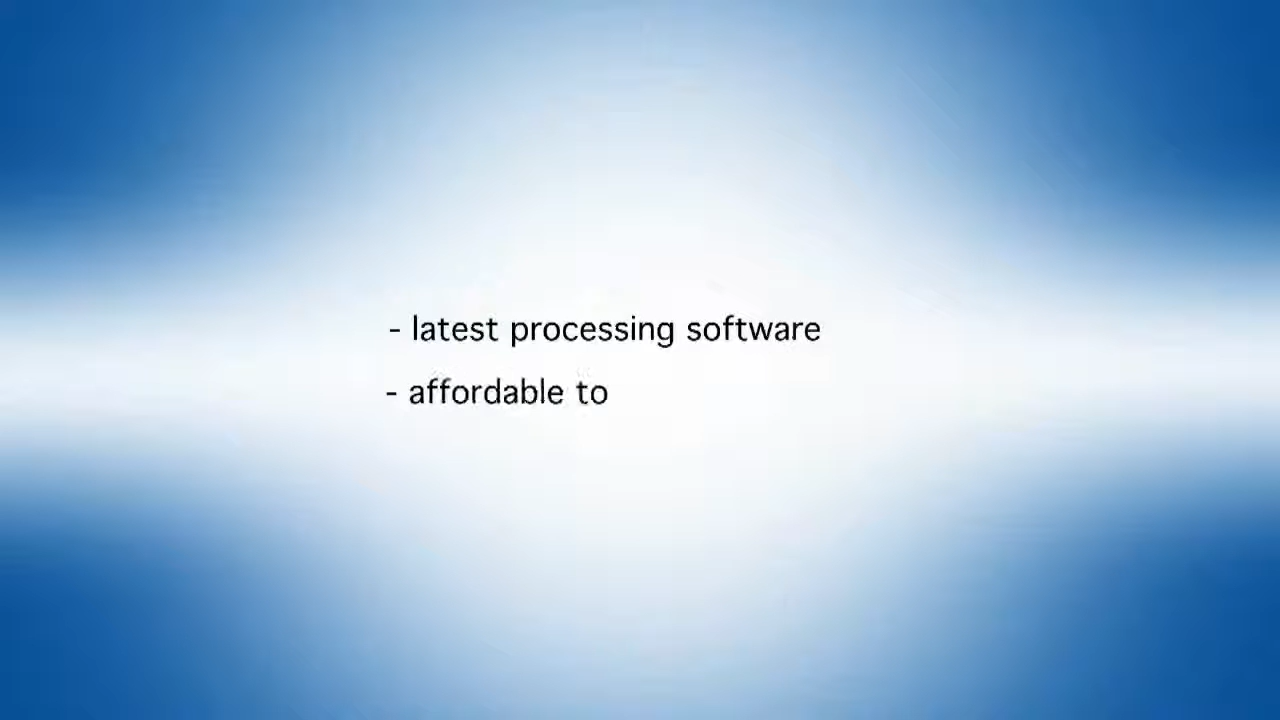 - latest processing software
- affordable to